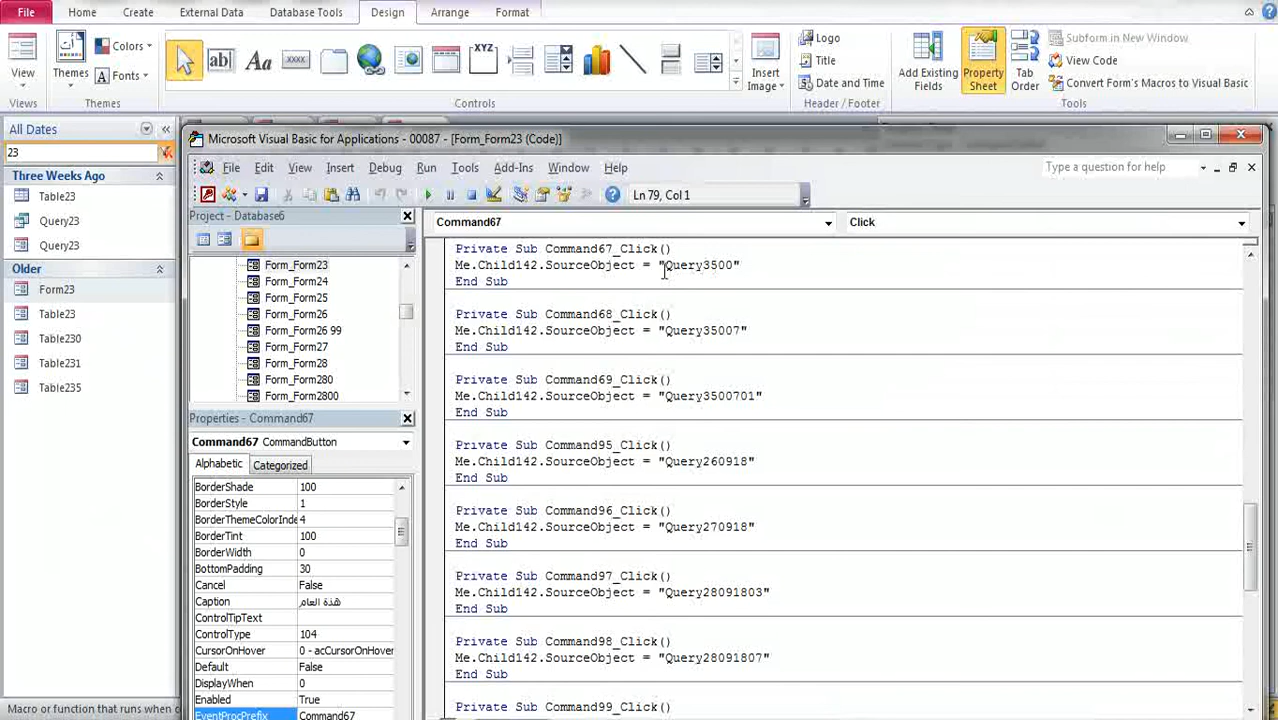 File Home Create External Data Database Tools Design Arrange Format
View Themes Colors Fonts
ab Aa xxxx XYZ
Insert Image
Logo
Title
Date and Time
Add Existing Fields
Property Sheet
Tab Order
Subform in New Window
View Code
Convert Form's Macros to Visual Basic
Views Themes Controls Header / Footer Tools
All Dates
23
Three Weeks Ago
Table23
Query23
Query23
Older
Form23
Table23
Table230
Table231
Table235
Microsoft Visual Basic for Applications - 00087 - [Form_Form23 (Code)]
File Edit View Insert Debug Run Tools Add-Ins Window Help
Type a question for help
Ln 79, Col 1
Project - Database6
Form_Form23
Form_Form24
Form_Form25
Form_Form26
Form_Form26 99
Form_Form27
Form_Form28
Form_Form280
Form_Form2800
Properties - Command67
Command67 CommandButton
Alphabetic Categorized
BorderShade 100
BorderStyle 1
BorderThemeColorInde 4
BorderTint 100
BorderWidth 0
BottomPadding 30
Cancel False
Caption هذة العام
ControlTipText
ControlType 104
CursorOnHover 0 - acCursorOnHover
Default False
DisplayWhen 0
Enabled True
EventProcPrefix Command67
Command67 Click
Private Sub Command67_Click()
Me.Child142.SourceObject = "Query3500"
End Sub
Private Sub Command68_Click()
Me.Child142.SourceObject = "Query35007"
End Sub
Private Sub Command69_Click()
Me.Child142.SourceObject = "Query3500701"
End Sub
Private Sub Command95_Click()
Me.Child142.SourceObject = "Query260918"
End Sub
Private Sub Command96_Click()
Me.Child142.SourceObject = "Query270918"
End Sub
Private Sub Command97_Click()
Me.Child142.SourceObject = "Query28091803"
End Sub
Private Sub Command98_Click()
Me.Child142.SourceObject = "Query28091807"
End Sub
Private Sub Command99_Click()
Macro or function that runs when